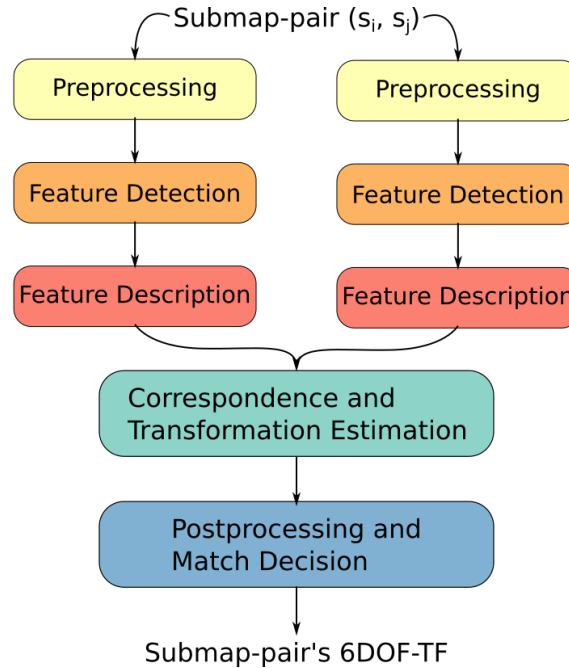 Submap-pair (si, sj)
Preprocessing
Preprocessing
Feature Detection
Feature Detection
Feature Description
Feature Description
Correspondence and
Transformation Estimation
Postprocessing and
Match Decision
Submap-pair's 6DOF-TF